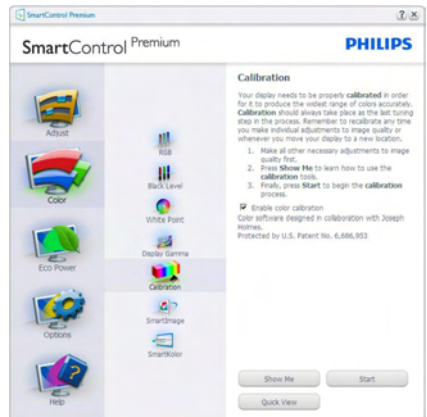 SmartControl Premium
SmartControl Premium
PHILIPS
Adjust
Color
Eco Power
Options
Help
RGB
Black Level
White Point
Display Gamma
Calibration
SmartImage
SmartKolor
Calibration
Your display needs to be properly calibrated in order
for it to produce the widest range of colors accurately.
Calibration should always take place as the last tuning
step in the process. Remember to recalibrate any time
you make individual adjustments to image quality or
whenever you move your display to a new location.
1. Make all other necessary adjustments to image
quality first.
2. Press Show Me to learn how to use the
calibration tools.
3. Finally, press Start to begin the calibration
process.
Enable color calibration
Color software designed in collaboration with Joseph
Holmes.
Protected by U.S. Patent No. 6,686,953
Show Me
Start
Quick View